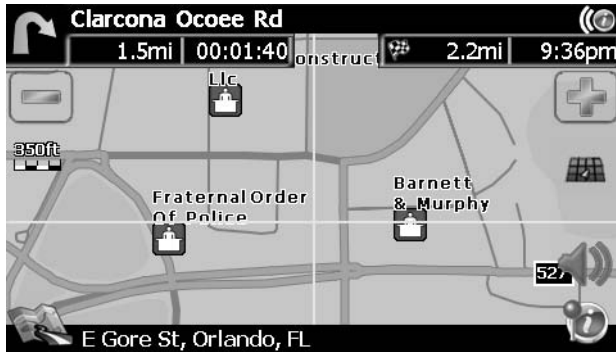 Clarcona Ocoee Rd
1.5mi 00:01:40
2.2mi 9:36pm
onstruct
Llc
350ft
Barnett
& Murphy
Fraternal Order
Of Police
527
E Gore St, Orlando, FL